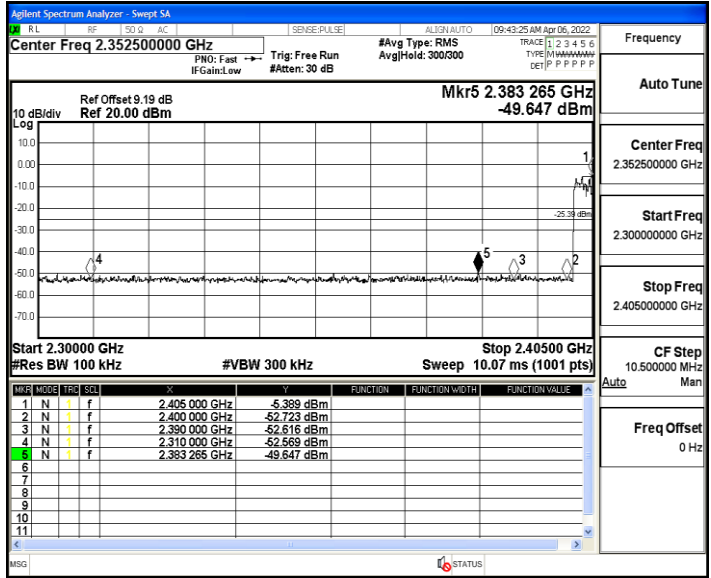 Agilent Spectrum Analyzer - Swept SA
RL RF 50 Ω AC SENSE:PULSE ALIGN AUTO 09:43:25 AM Apr 06, 2022
Center Freq 2.352500000 GHz
PNO: Fast
IFGain:Low
Trig: Free Run
#Atten: 30 dB
#Avg Type: RMS
Avg|Hold: 300/300
TRACE 1 2 3 4 5 6
TYPE M WWWWW
DET P P P P P P
Ref Offset 9.19 dB
Ref 20.00 dBm
10 dB/div
Log
Mkr5 2.383 265 GHz
-49.647 dBm
10.0
0.00
-10.0
-20.0
-30.0
-40.0
-50.0
-60.0
-70.0
1
-25.39 dBm
4
5
3
2
Start 2.30000 GHz
Stop 2.40500 GHz
#Res BW 100 kHz
#VBW 300 kHz
Sweep 10.07 ms (1001 pts)
MKR MODE TRC SCL X Y FUNCTION FUNCTION WIDTH FUNCTION VALUE
1 N 1 f 2.405 000 GHz -5.389 dBm
2 N 1 f 2.400 000 GHz -52.723 dBm
3 N 1 f 2.390 000 GHz -52.616 dBm
4 N 1 f 2.310 000 GHz -52.569 dBm
5 N 1 f 2.383 265 GHz -49.647 dBm
6
7
8
9
10
11
MSG
STATUS
Frequency
Auto Tune
Center Freq
2.352500000 GHz
Start Freq
2.300000000 GHz
Stop Freq
2.405000000 GHz
CF Step
10.500000 MHz
Auto Man
Freq Offset
0 Hz